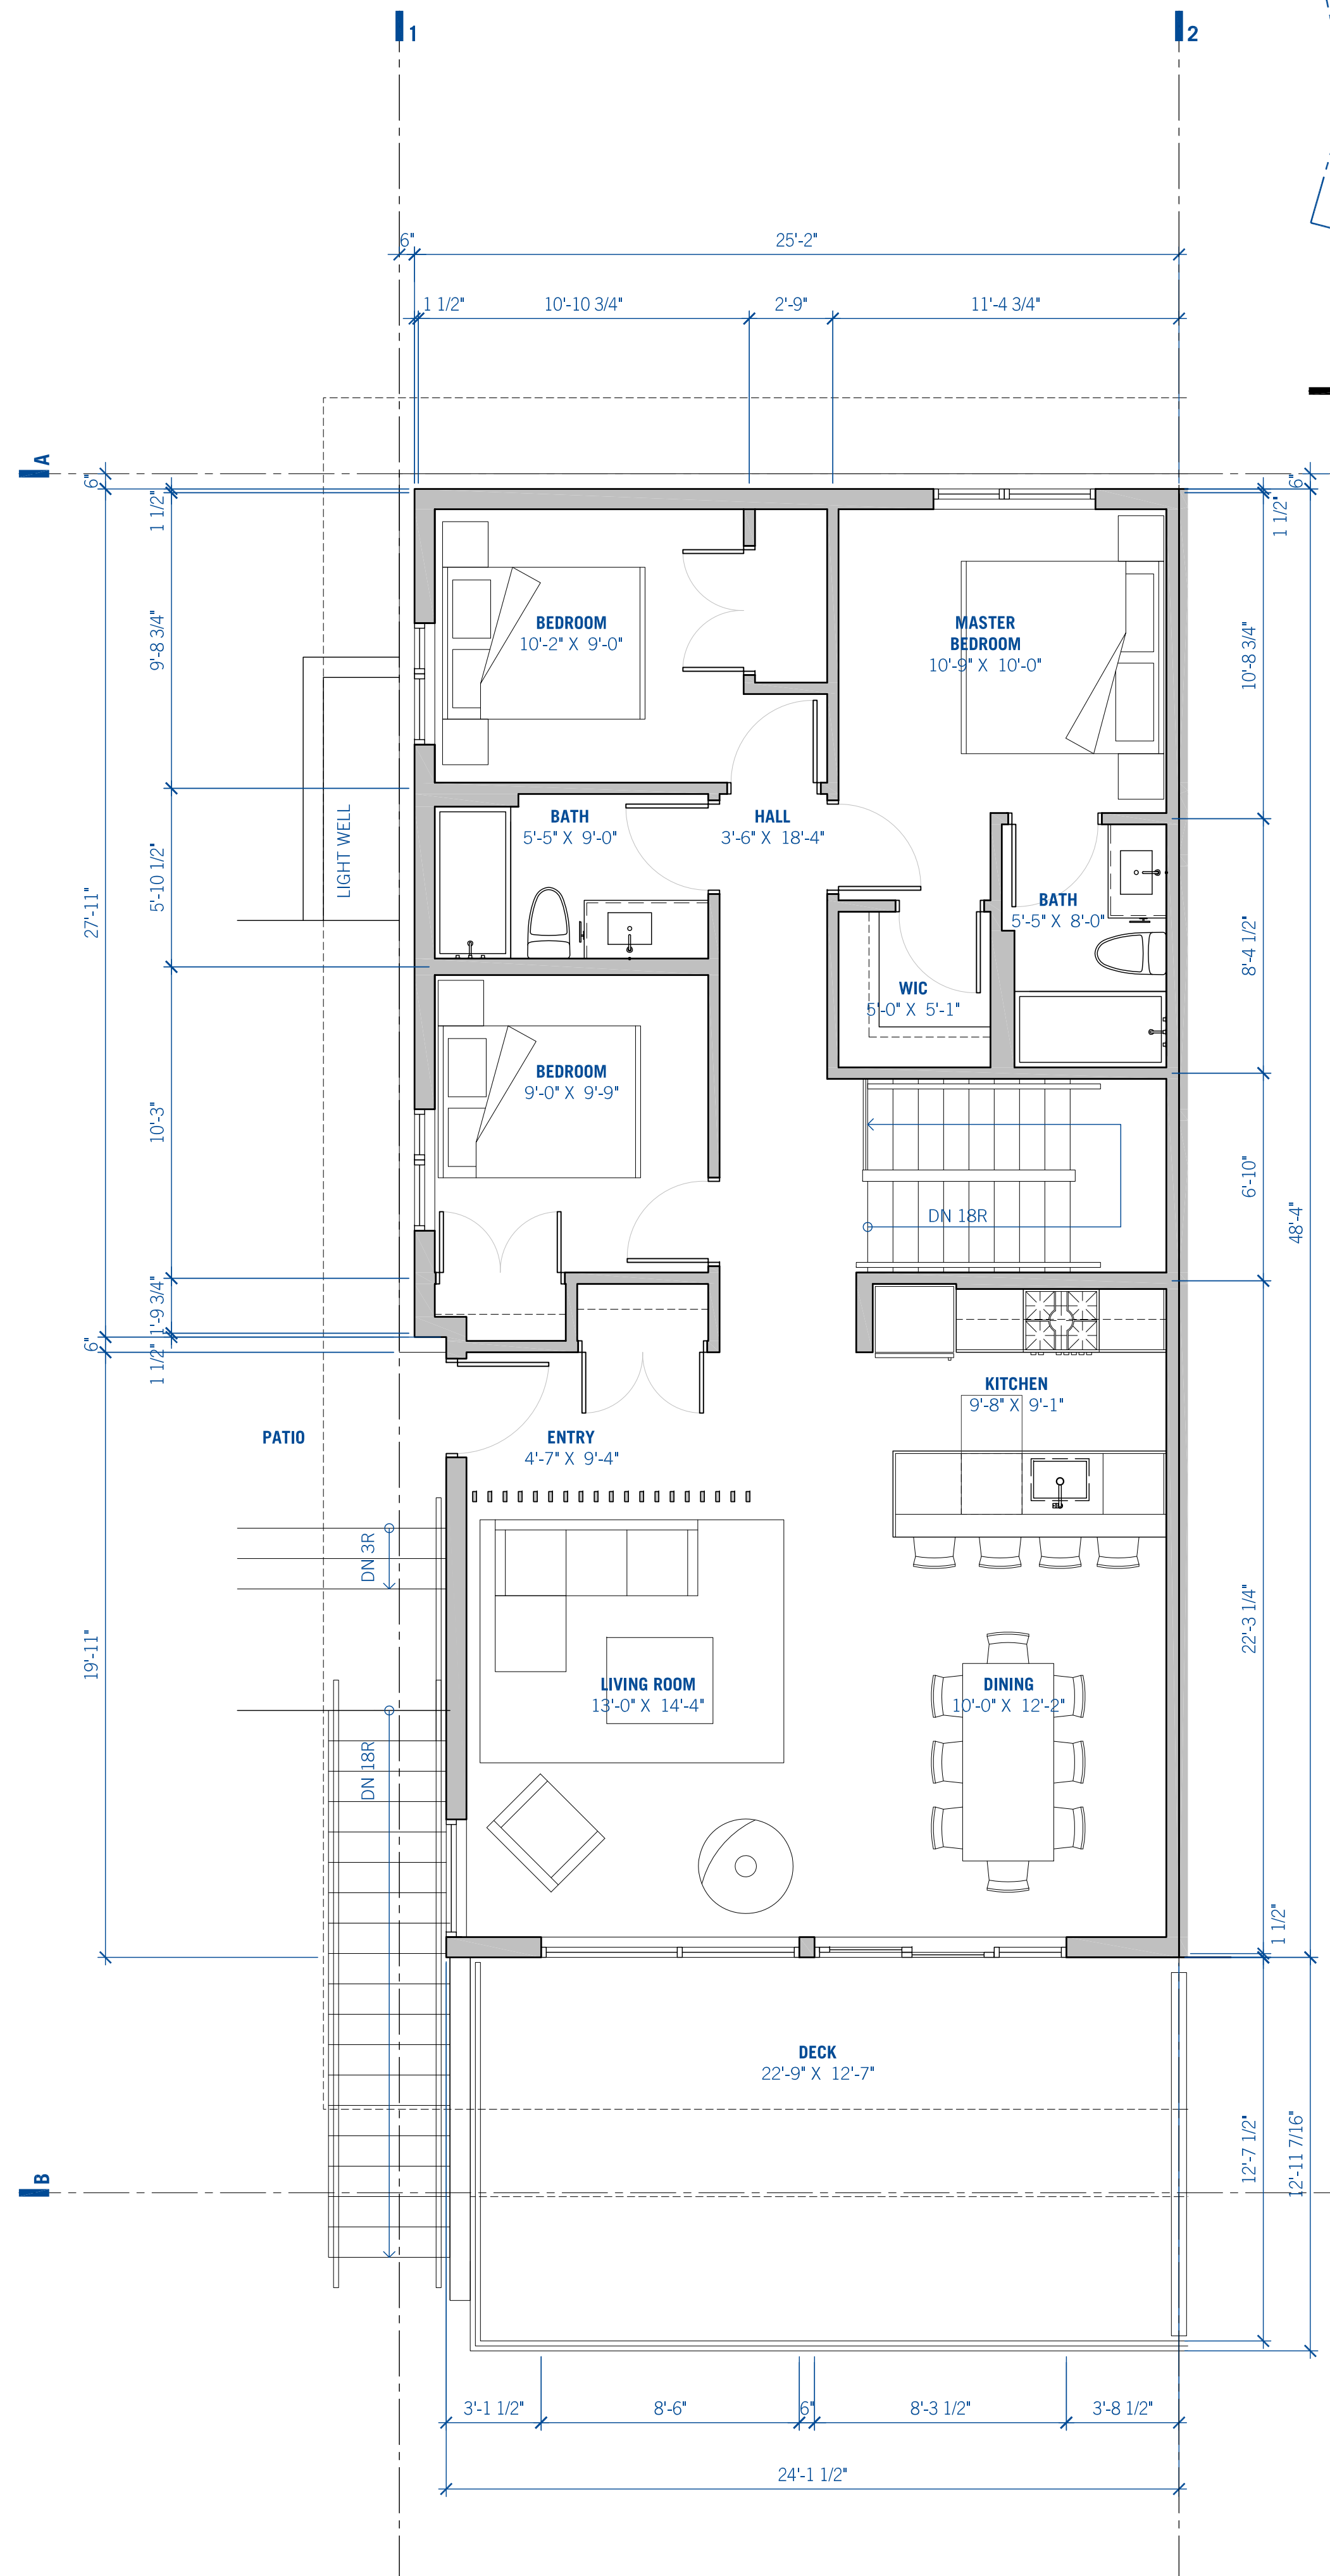 1
2
6"
25'-2"
1 1/2"
10'-10 3/4"
2'-9"
11'-4 3/4"
A
6"
6"
1 1/2"
1 1/2"
9'-8 3/4"
10'-8 3/4"
BEDROOM
10'-2" X 9'-0"
MASTER
BEDROOM
10'-9" X 10'-0"
LIGHT WELL
BATH
5'-5" X 9'-0"
HALL
3'-6" X 18'-4"
27'-11"
5'-10 1/2"
BATH
5'-5" X 8'-0"
8'-4 1/2"
WIC
5'-0" X 5'-1"
BEDROOM
9'-0" X 9'-9"
10'-3"
6'-10"
48'-4"
DN 18R
1'-9 3/4"
6"
1 1/2"
KITCHEN
9'-8" X 9'-1"
PATIO
ENTRY
4'-7" X 9'-4"
DN 3R
19'-11"
22'-3 1/4"
LIVING ROOM
13'-0" X 14'-4"
DINING
10'-0" X 12'-2"
DN 18R
1 1/2"
DECK
22'-9" X 12'-7"
12'-7 1/2"
12'-11 7/16"
B
3'-1 1/2"
8'-6"
6"
8'-3 1/2"
3'-8 1/2"
24'-1 1/2"